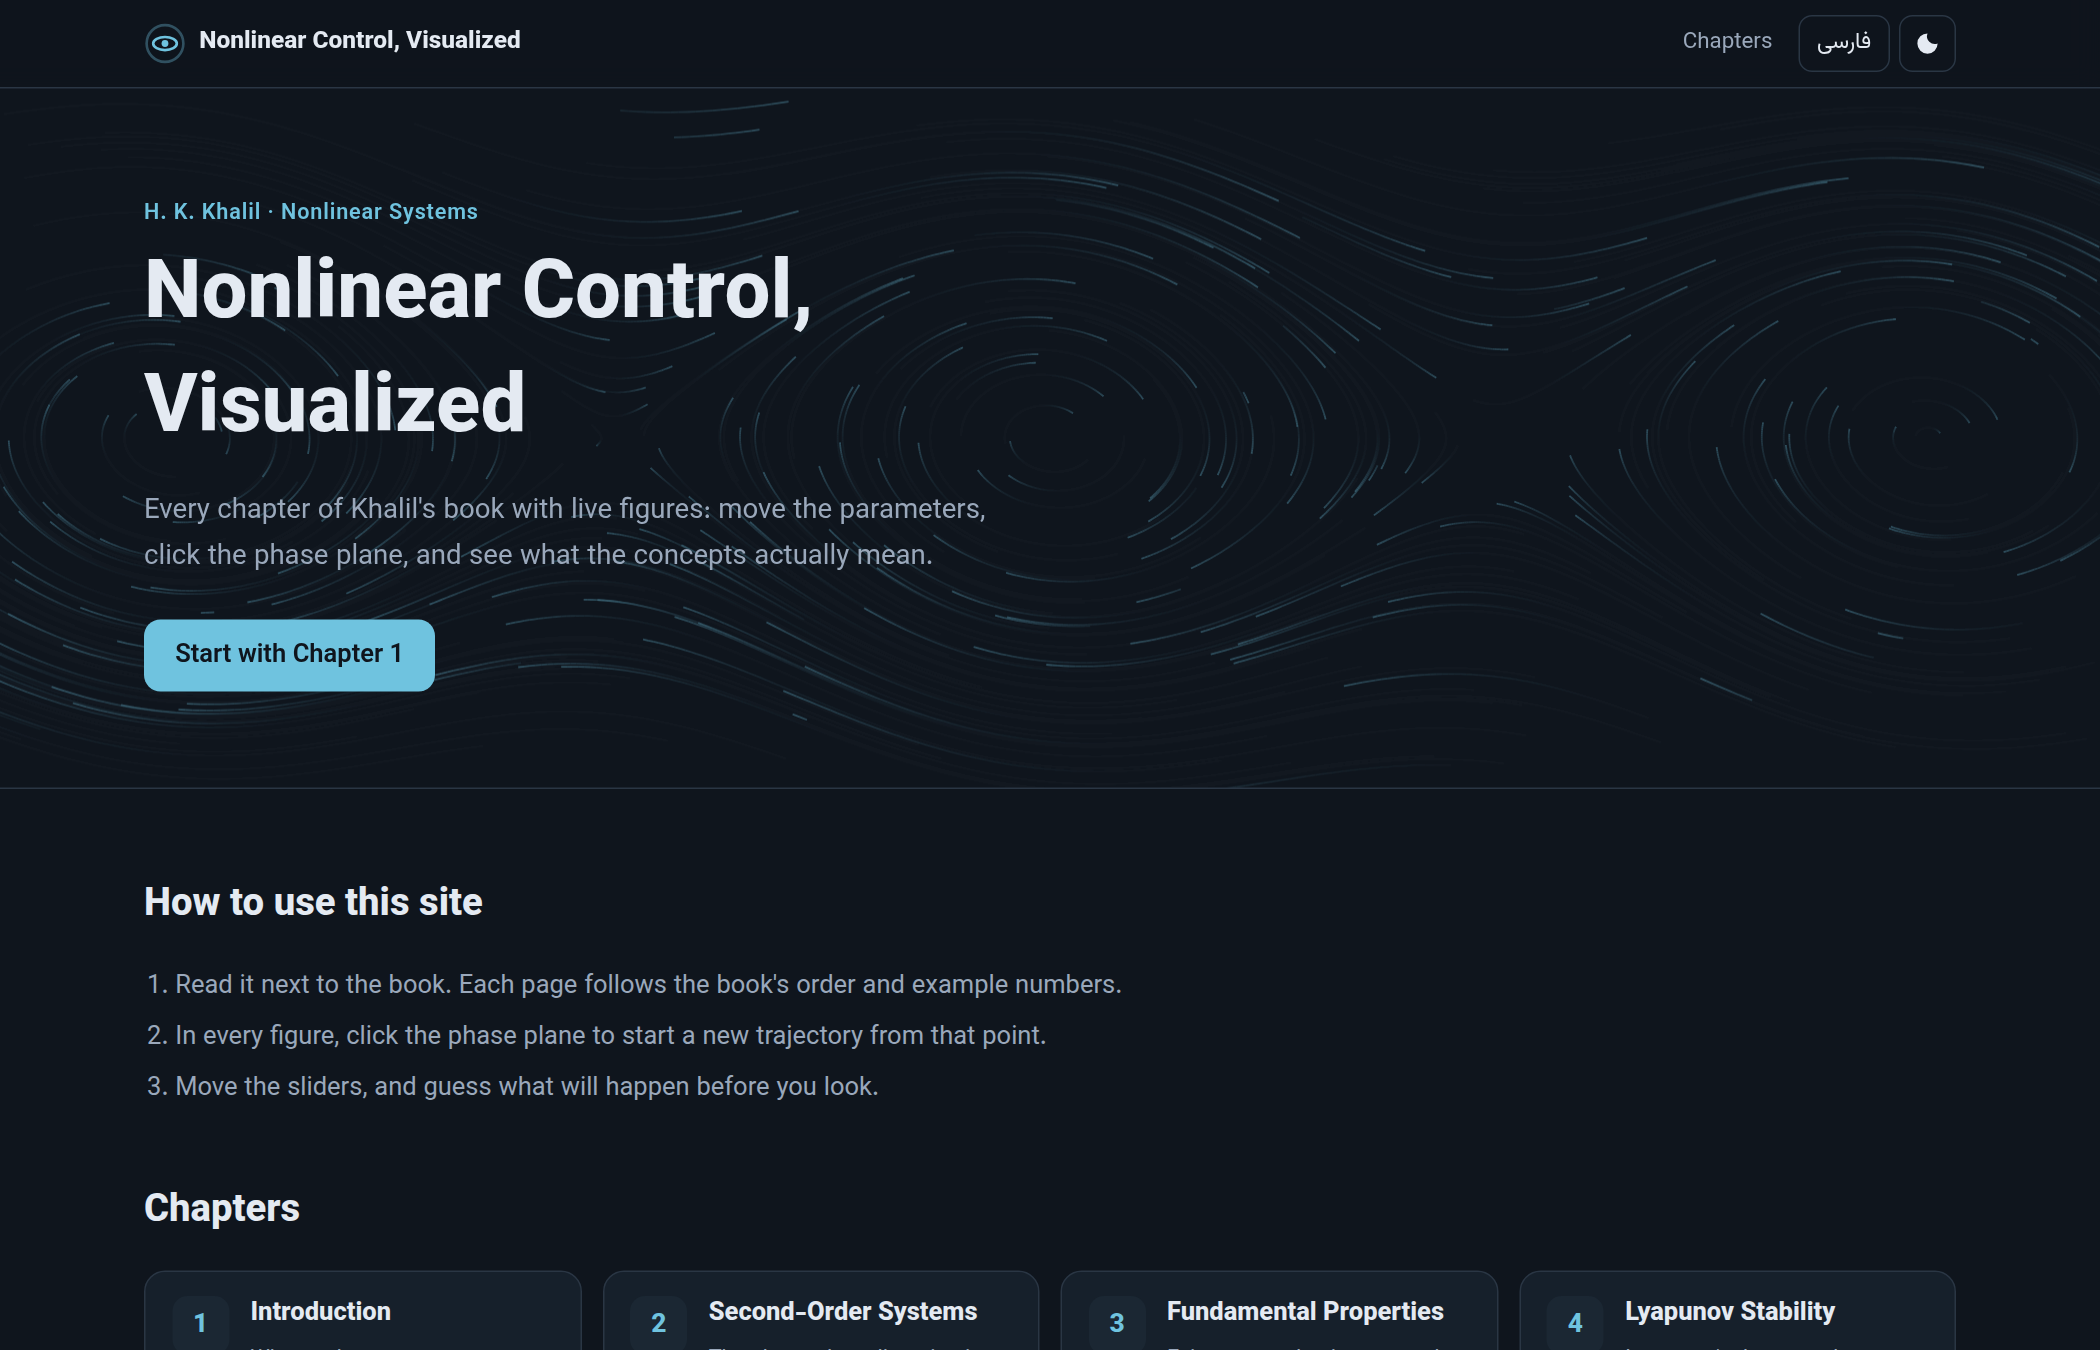 Nonlinear Control, Visualized
Chapters
فارسی
H. K. Khalil · Nonlinear Systems
Nonlinear Control,
Visualized
Every chapter of Khalil's book with live figures: move the parameters,
click the phase plane, and see what the concepts actually mean.
Start with Chapter 1
How to use this site
1. Read it next to the book. Each page follows the book's order and example numbers.
2. In every figure, click the phase plane to start a new trajectory from that point.
3. Move the sliders, and guess what will happen before you look.
Chapters
1 Introduction
2 Second-Order Systems
3 Fundamental Properties
4 Lyapunov Stability